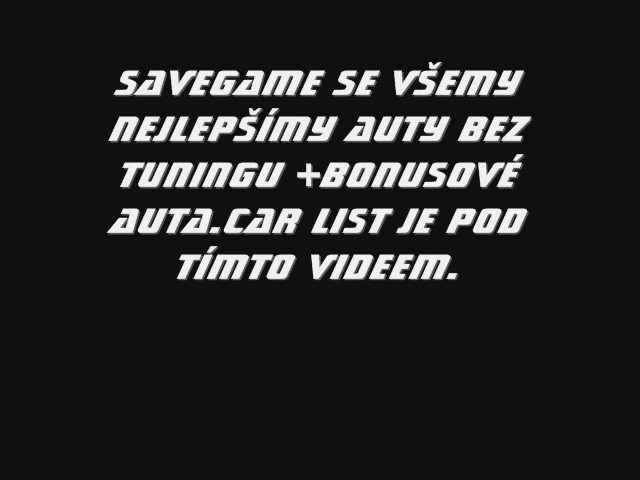 SAVEGAME SE VŠEMY
NEJLEPŠÍMY AUTY BEZ
TUNINGU +BONUSOVÉ
AUTA.CAR LIST JE POD
TÍMTO VIDEEM.